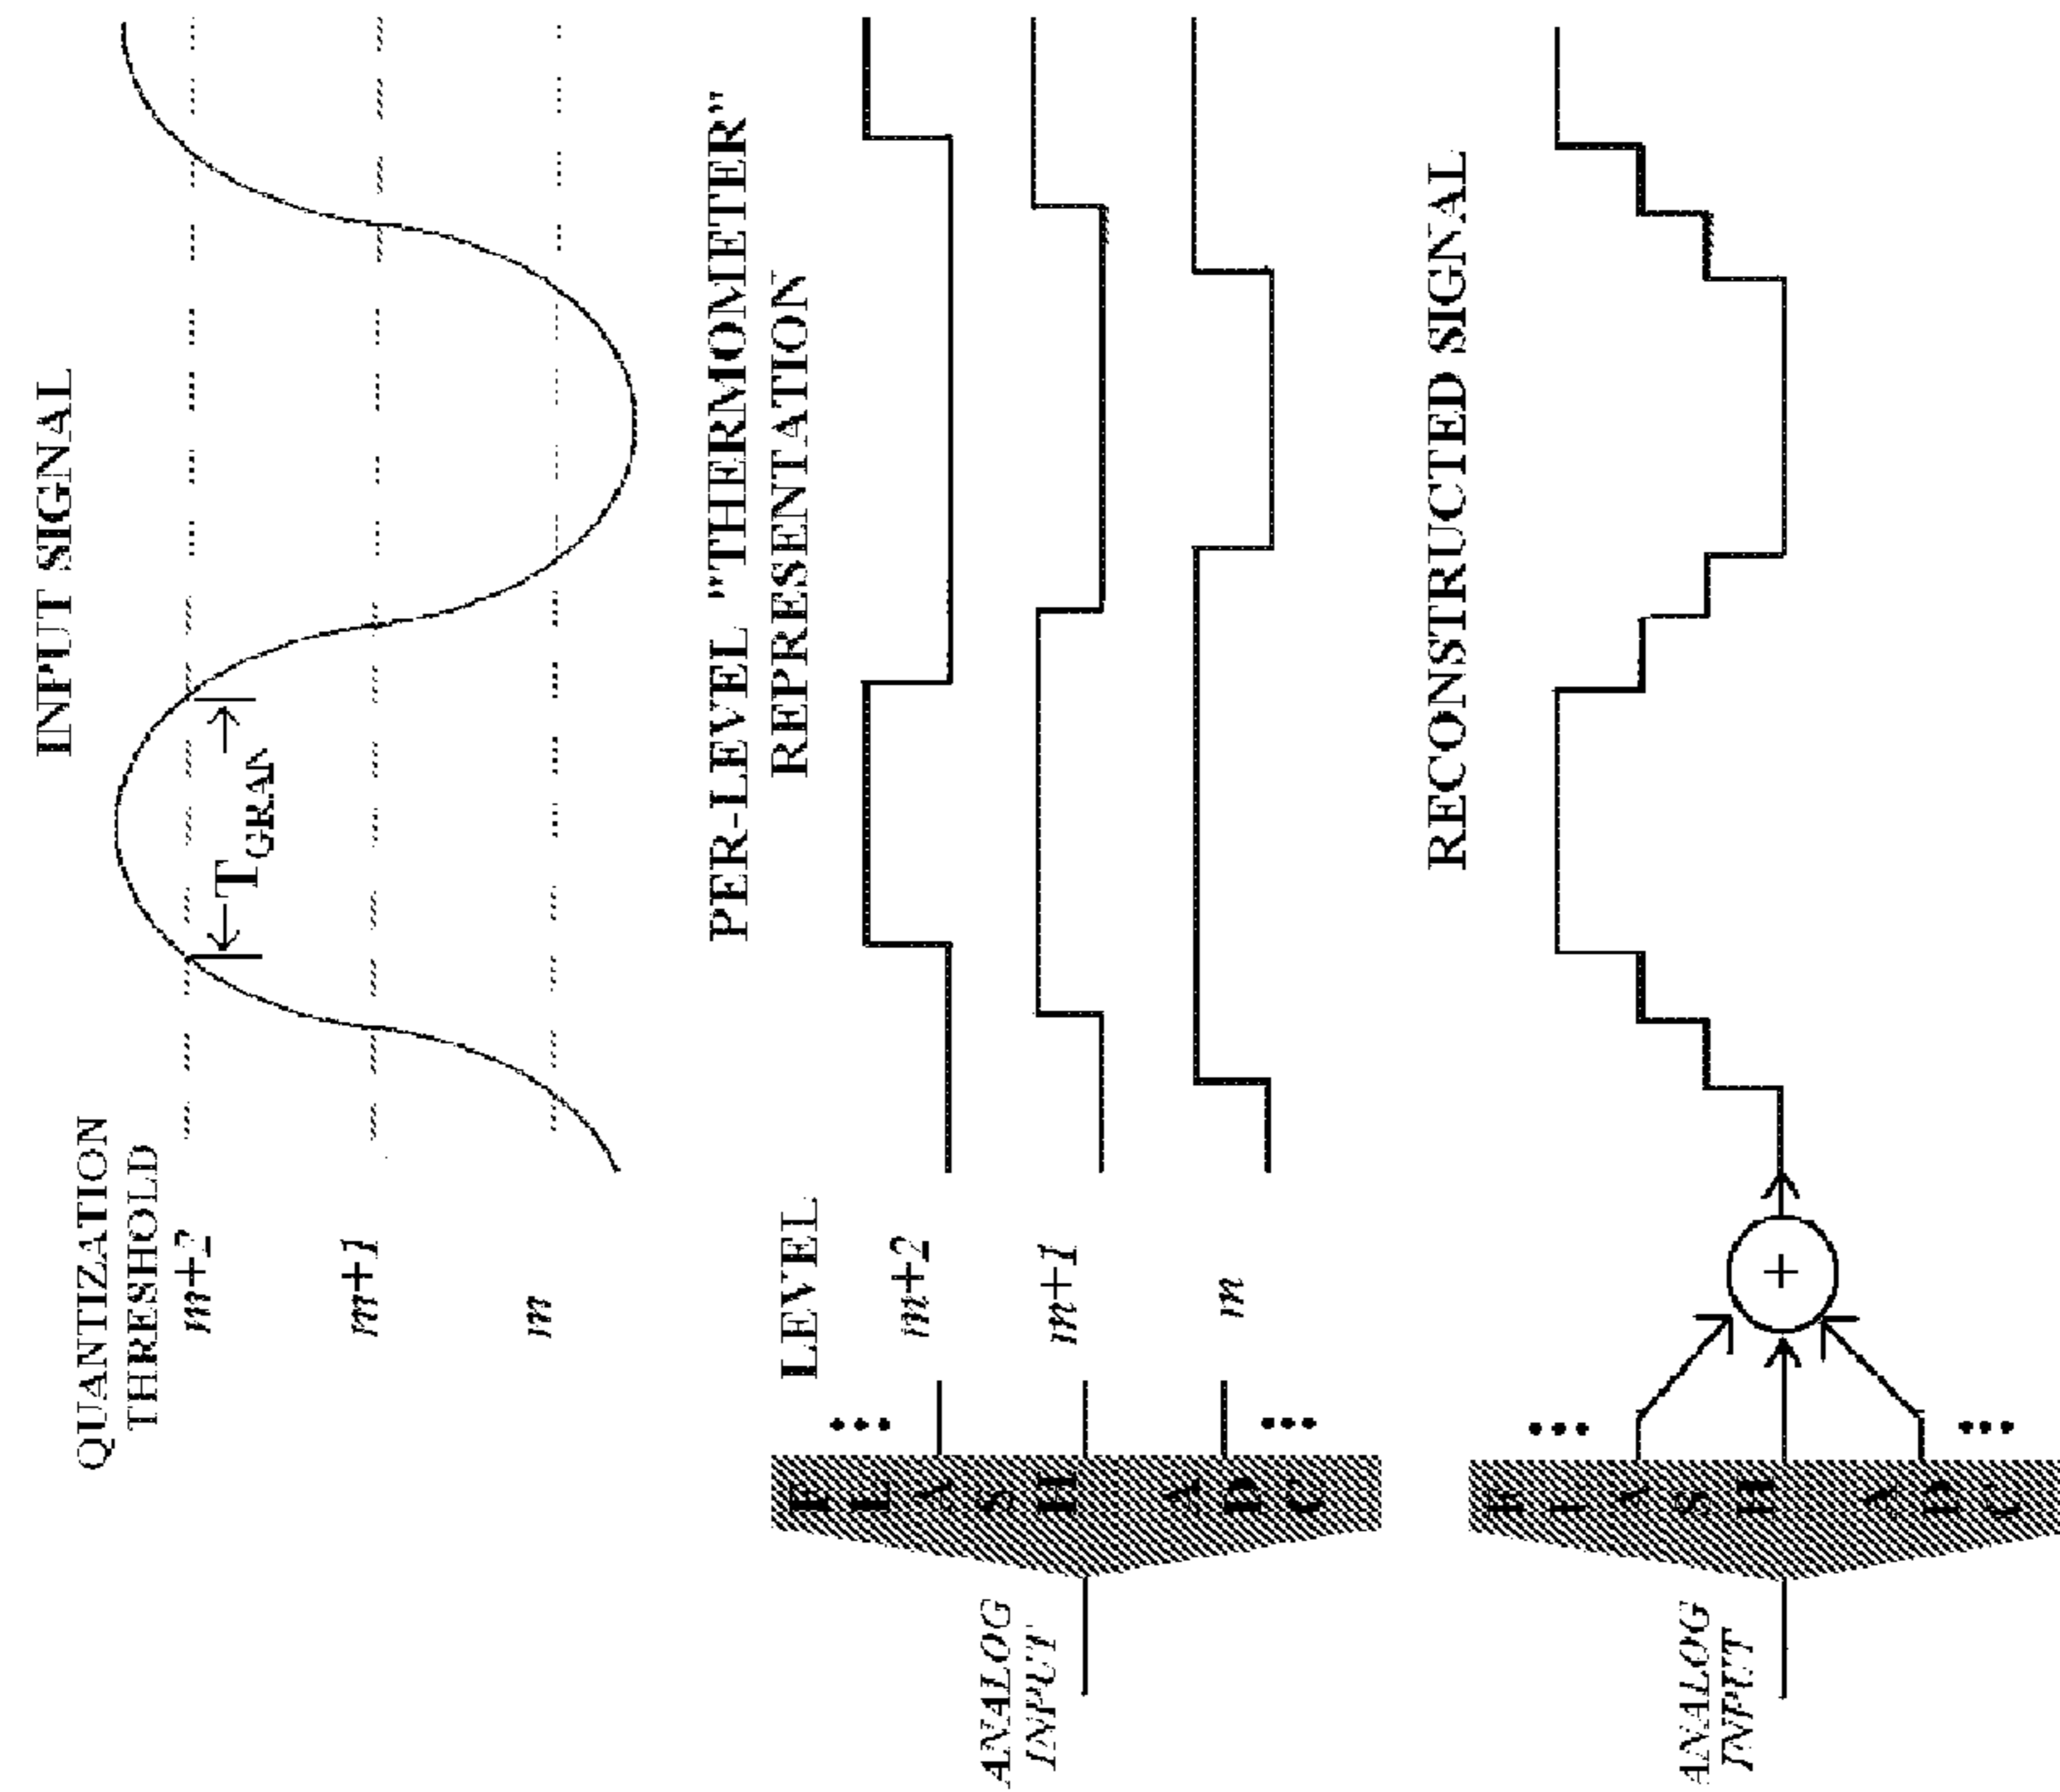 INPUT SIGNAL
QUANTIZATION
THRESHOLD
m+2
m+1
m
T GRAN
PER-LEVEL "THERMOMETER"
REPRESENTATION
LEVEL
m+2
m+1
m
FLASH ADC
ANALOG
INPUT
RECONSTRUCTED SIGNAL
+
FLASH ADC
ANALOG
INPUT